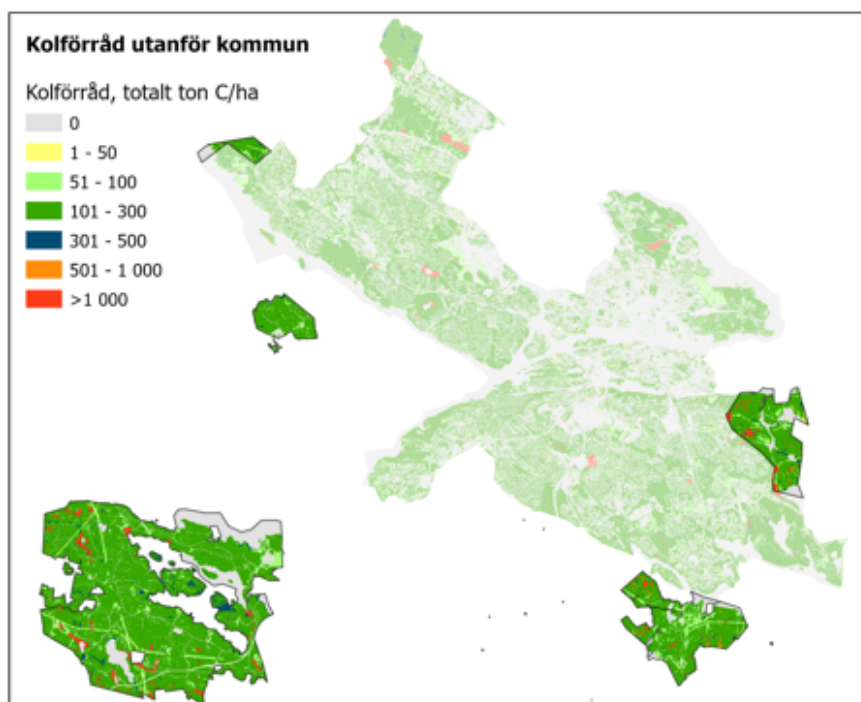 Kolförråd utanför kommun
Kolförråd, totalt ton C/ha
0
1 - 50
51 - 100
101 - 300
301 - 500
501 - 1 000
>1 000